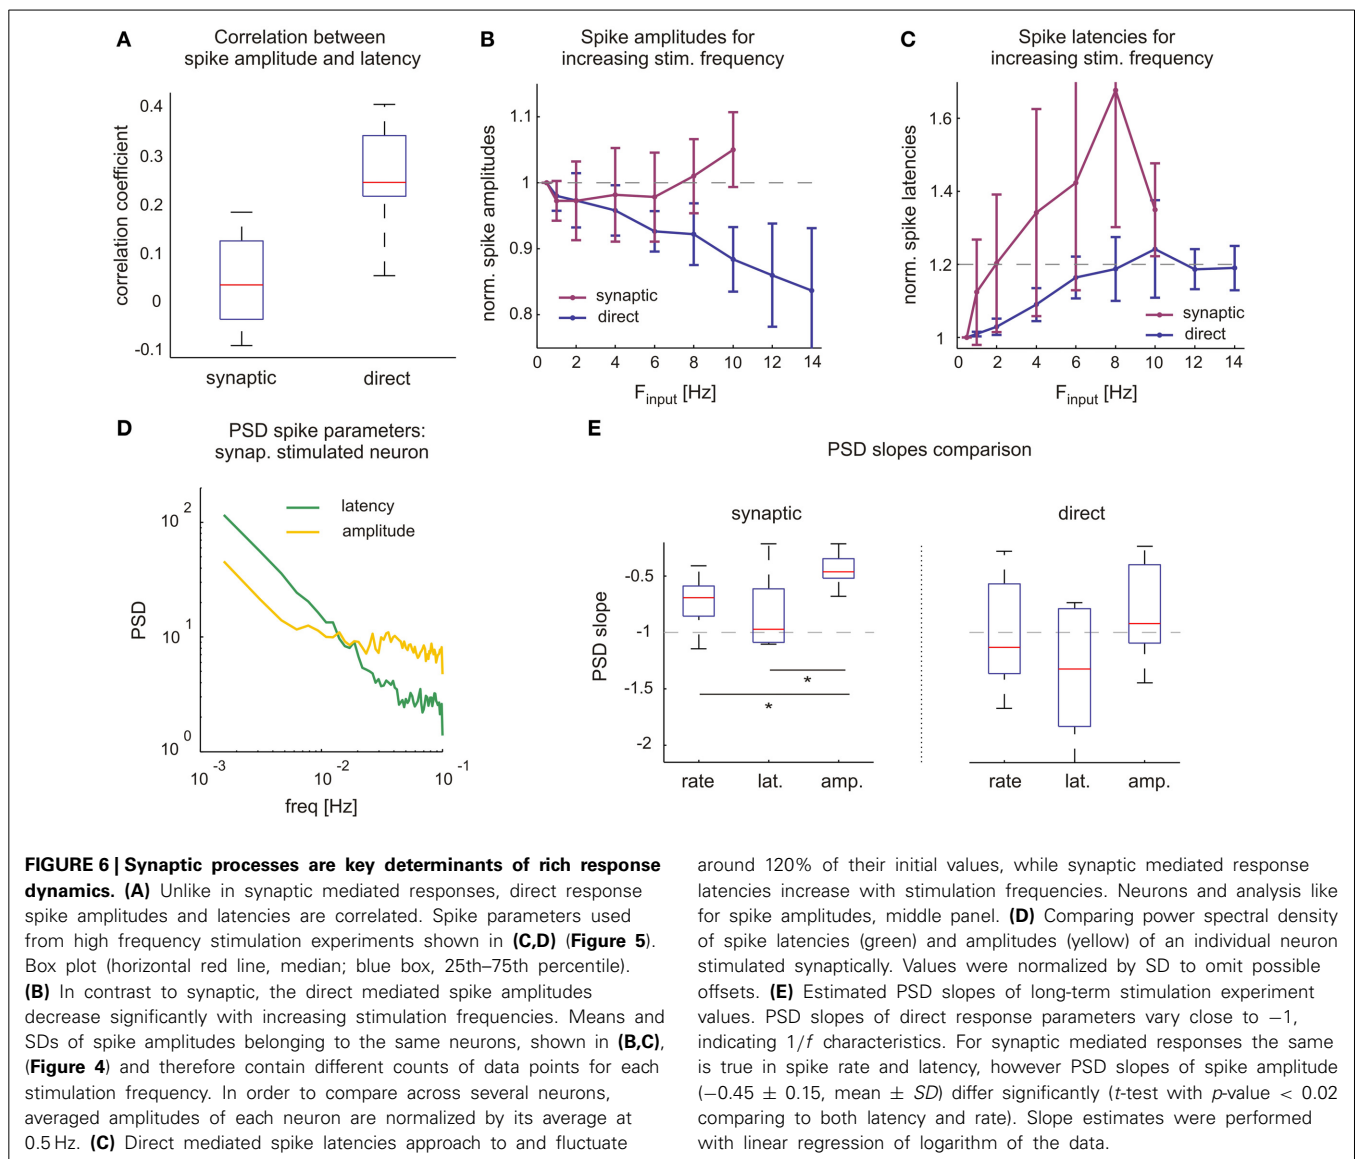 A
Correlation between
spike amplitude and latency
correlation coefficient
0.4
0.3
0.2
0.1
0
-0.1
synaptic
direct
B
Spike amplitudes for
increasing stim. frequency
norm. spike amplitudes
1.1
1
0.9
0.8
synaptic
direct
0 2 4 6 8 10 12 14
F_input [Hz]
C
Spike latencies for
increasing stim. frequency
norm. spike latencies
1.6
1.4
1.2
1
synaptic
direct
0 2 4 6 8 10 12 14
F_input [Hz]
D
PSD spike parameters:
synap. stimulated neuron
latency
amplitude
PSD
10^2
10^1
10^0
10^-3 10^-2 10^-1
freq [Hz]
E
PSD slopes comparison
synaptic
direct
PSD slope
-0.5
-1
-1.5
-2
*
*
rate lat. amp.
rate lat. amp.
FIGURE 6 | Synaptic processes are key determinants of rich response
dynamics. (A) Unlike in synaptic mediated responses, direct response
spike amplitudes and latencies are correlated. Spike parameters used
from high frequency stimulation experiments shown in (C,D) (Figure 5).
Box plot (horizontal red line, median; blue box, 25th–75th percentile).
(B) In contrast to synaptic, the direct mediated spike amplitudes
decrease significantly with increasing stimulation frequencies. Means and
SDs of spike amplitudes belonging to the same neurons, shown in (B,C),
(Figure 4) and therefore contain different counts of data points for each
stimulation frequency. In order to compare across several neurons,
averaged amplitudes of each neuron are normalized by its average at
0.5 Hz. (C) Direct mediated spike latencies approach to and fluctuate
around 120% of their initial values, while synaptic mediated response
latencies increase with stimulation frequencies. Neurons and analysis like
for spike amplitudes, middle panel. (D) Comparing power spectral density
of spike latencies (green) and amplitudes (yellow) of an individual neuron
stimulated synaptically. Values were normalized by SD to omit possible
offsets. (E) Estimated PSD slopes of long-term stimulation experiment
values. PSD slopes of direct response parameters vary close to −1,
indicating 1/f characteristics. For synaptic mediated responses the same
is true in spike rate and latency, however PSD slopes of spike amplitude
(−0.45 ± 0.15, mean ± SD) differ significantly (t-test with p-value < 0.02
comparing to both latency and rate). Slope estimates were performed
with linear regression of logarithm of the data.